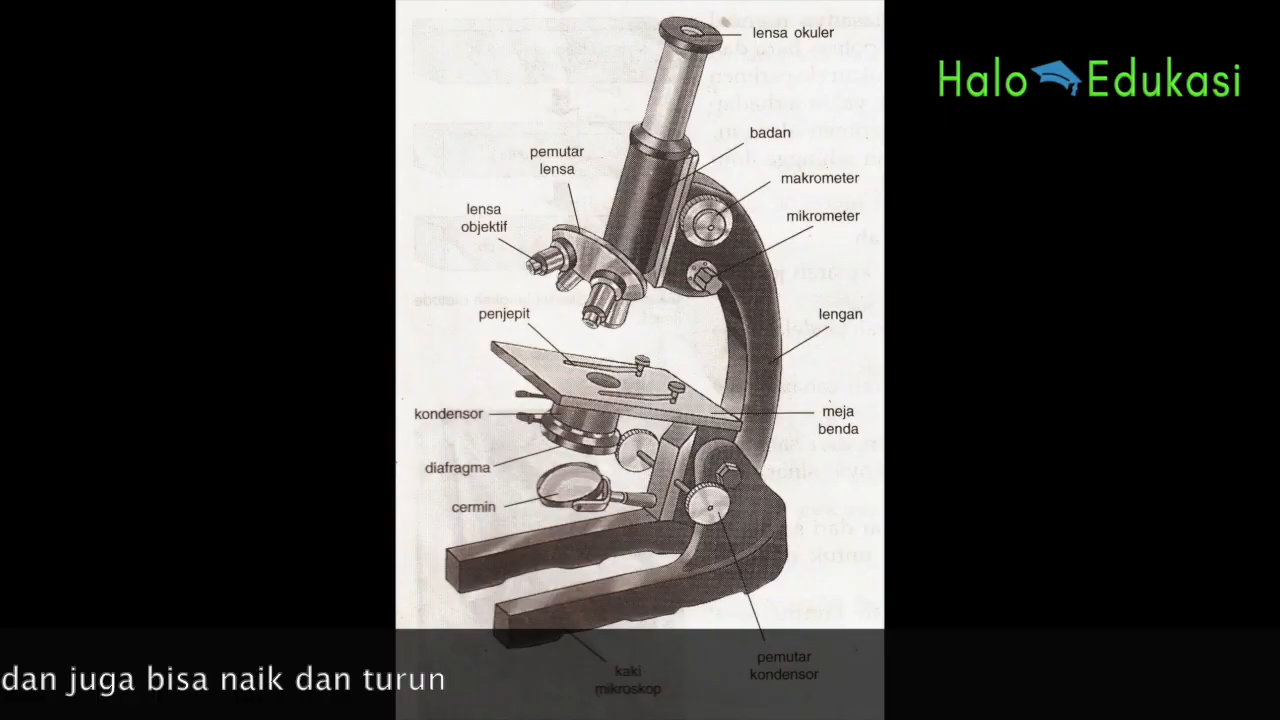 lensa okuler
Halo Edukasi
badan
pemutar
lensa
makrometer
lensa
objektif
mikrometer
penjepit
lengan
kondensor
meja
benda
diafragma
cermin
pemutar
kondensor
kaki
mikroskop
dan juga bisa naik dan turun